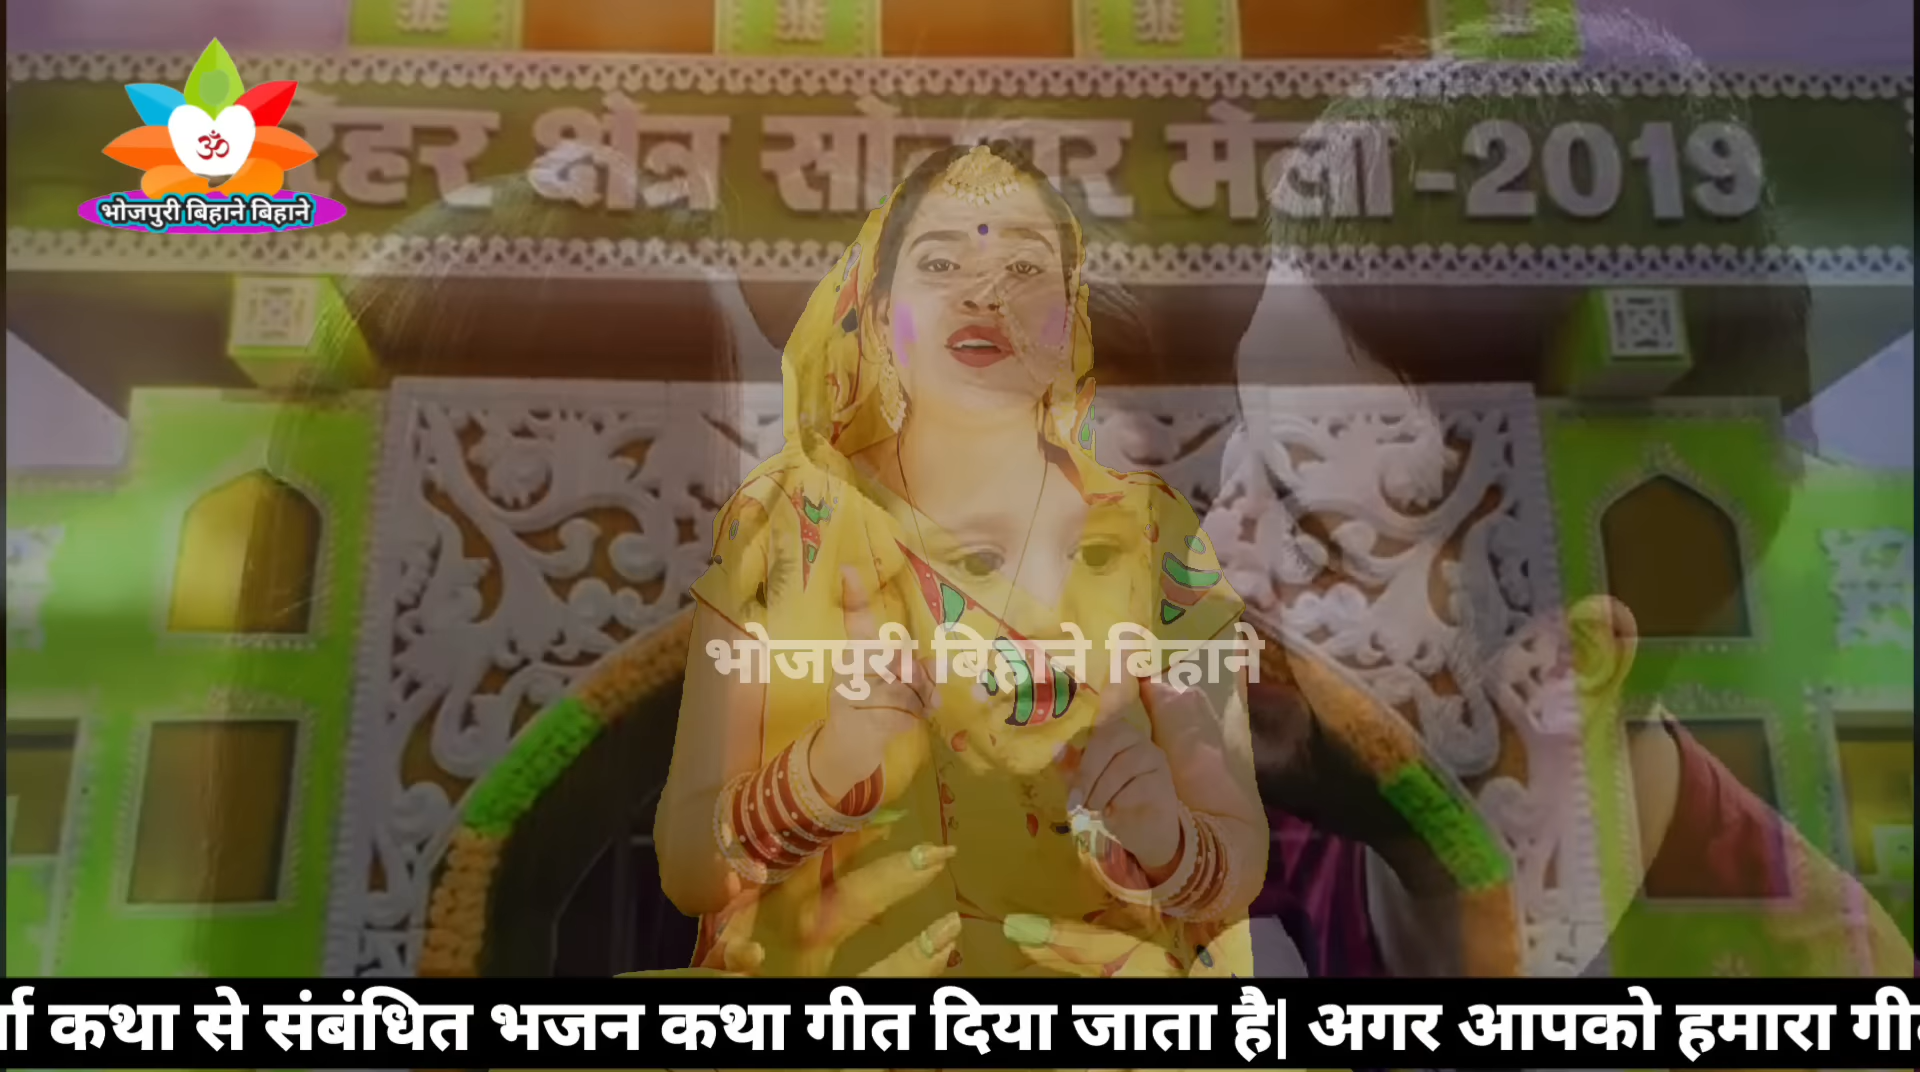 क्षेत्र मेला -2019
ॐ
भोजपुरी बिहाने बिहाने
भोजपुरी बिहाने बिहाने
कथा से संबंधित भजन कथा गीत दिया जाता है| अगर आपको हमारा